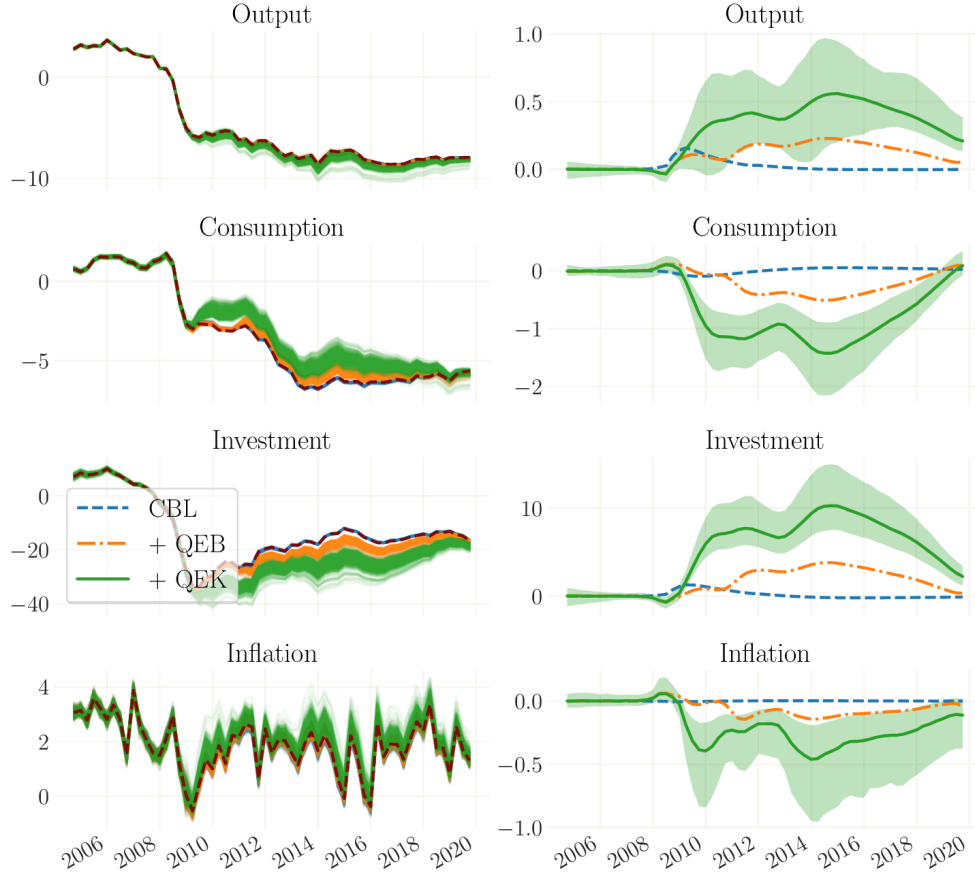 Output
Output
0
−10
1.0
0.5
0.0
Consumption
Consumption
0
−5
0
−1
−2
Investment
Investment
0
−20
−40
CBL
+ QEB
+ QEK
10
0
Inflation
Inflation
4
2
0
0.0
−0.5
−1.0
2006 2008 2010 2012 2014 2016 2018 2020
2006 2008 2010 2012 2014 2016 2018 2020